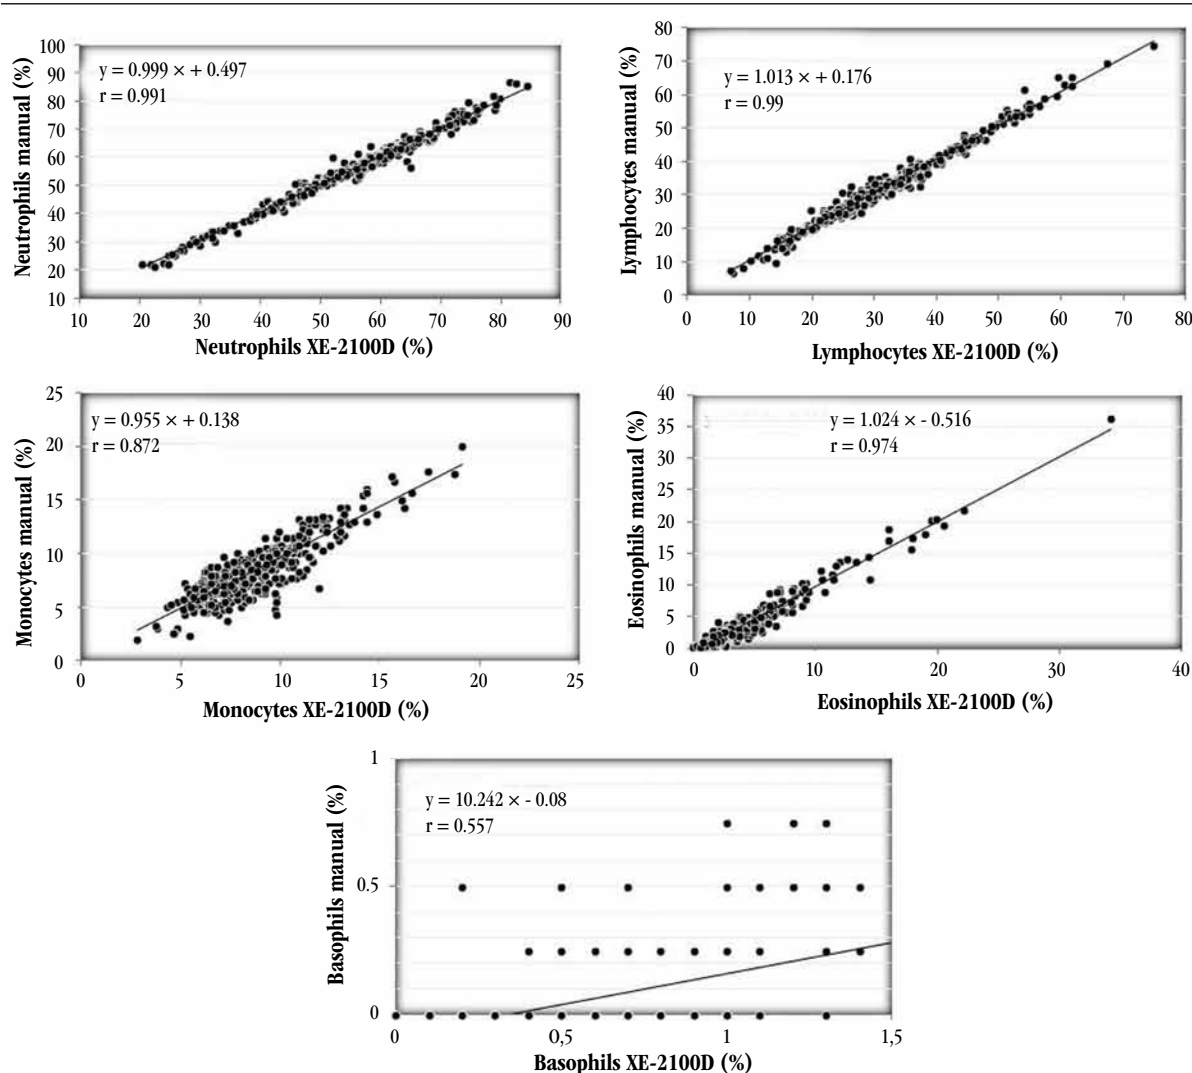 y = 0.999 × + 0.497
r = 0.991
Neutrophils manual (%)
100
90
80
70
60
50
40
30
20
10
10 20 30 40 50 60 70 80 90
Neutrophils XE-2100D (%)
y = 1.013 × + 0.176
r = 0.99
Lymphocytes manual (%)
80
70
60
50
40
30
20
10
0
0 10 20 30 40 50 60 70 80
Lymphocytes XE-2100D (%)
y = 0.955 × + 0.138
r = 0.872
Monocytes manual (%)
25
20
15
10
5
0
0 5 10 15 20 25
Monocytes XE-2100D (%)
y = 1.024 × - 0.516
r = 0.974
Eosinophils manual (%)
40
35
30
25
20
15
10
5
0
0 10 20 30 40
Eosinophils XE-2100D (%)
y = 10.242 × - 0.08
r = 0.557
Basophils manual (%)
1
0.5
0
0 0,5 1 1,5
Basophils XE-2100D (%)